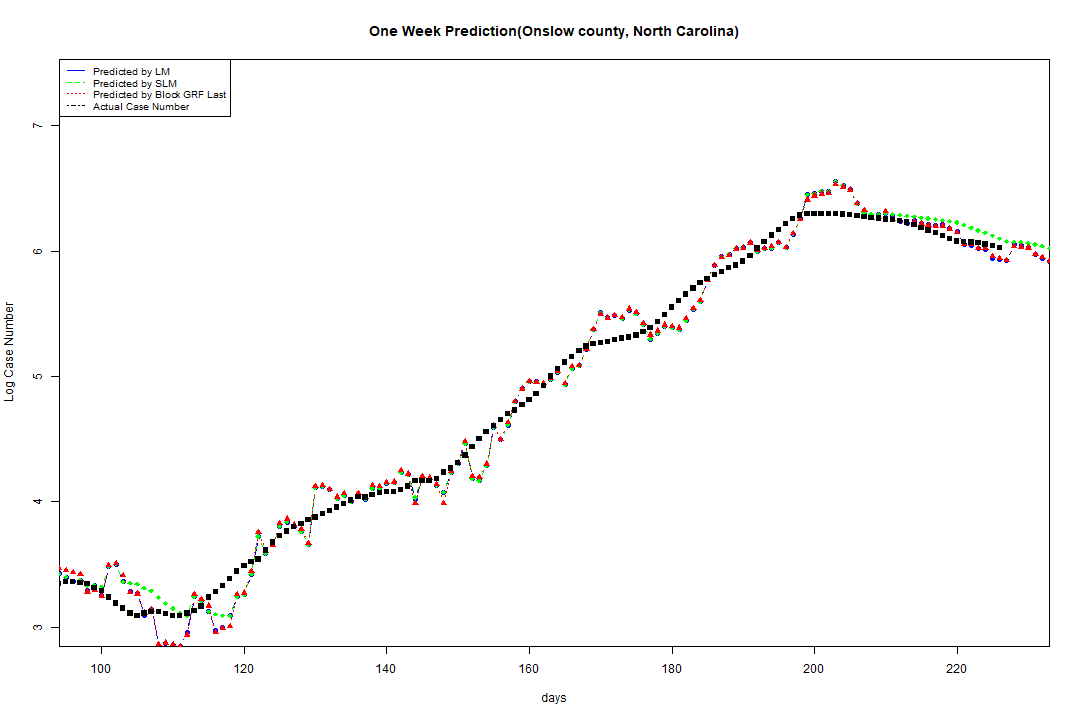 One Week Prediction(Onslow county, North Carolina)
Predicted by LM
Predicted by SLM
Predicted by Block GRF Last
Actual Case Number
7
6
5
4
3
Log Case Number
100 120 140 160 180 200 220
days